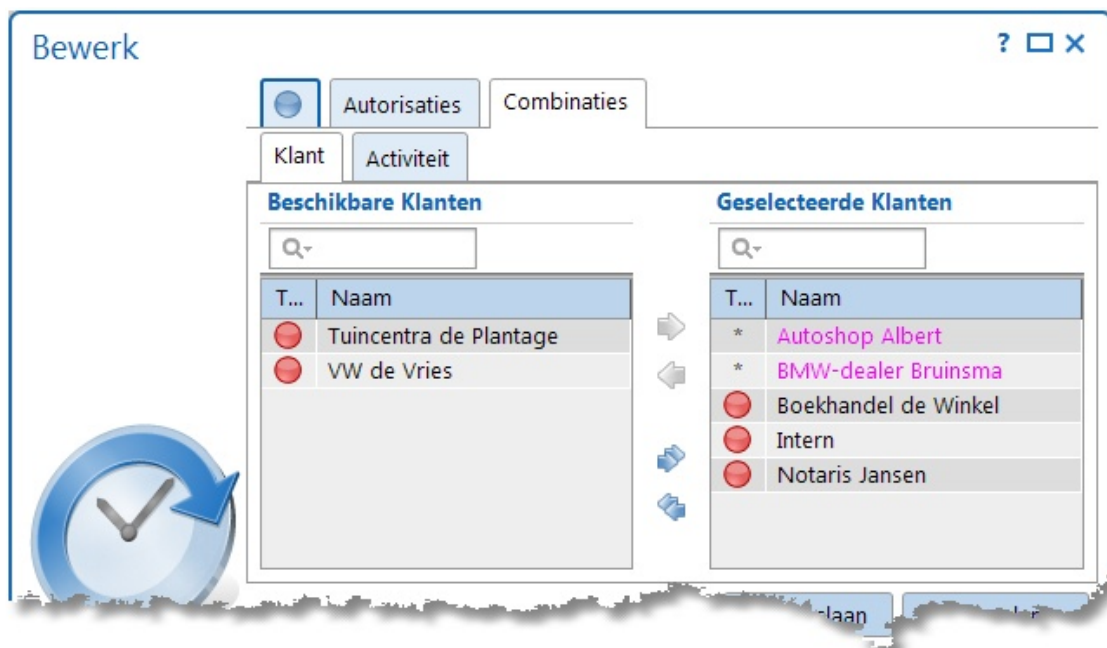 Bewerk
?
Autorisaties
Combinaties
Klant
Activiteit
Beschikbare Klanten
T... Naam
Tuincentra de Plantage
VW de Vries
Geselecteerde Klanten
T... Naam
* Autoshop Albert
* BMW-dealer Bruinsma
Boekhandel de Winkel
Intern
Notaris Jansen